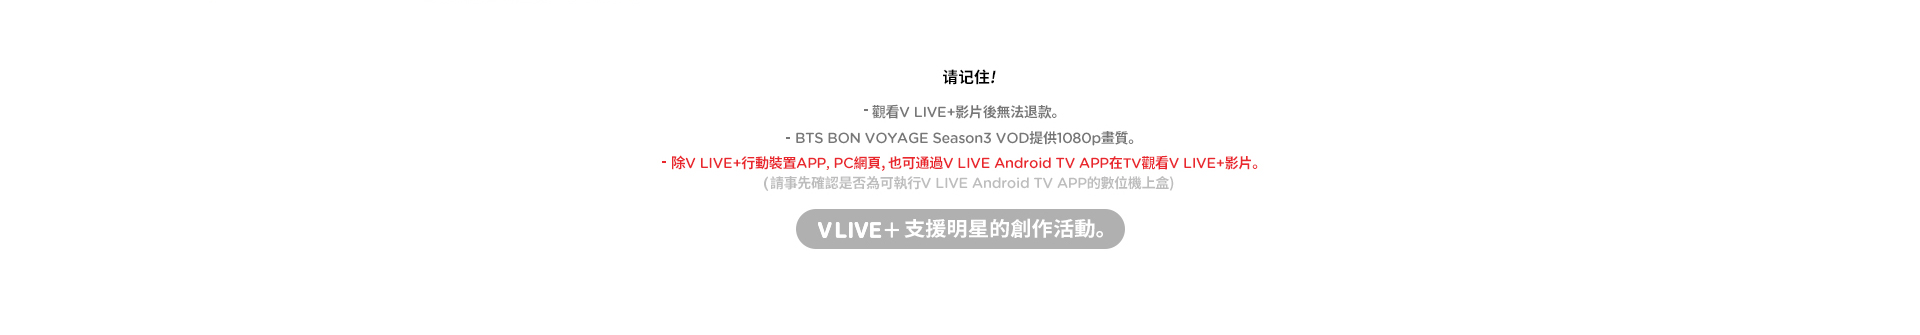 请记住!
- 觀看V LIVE+影片後無法退款。
- BTS BON VOYAGE Season3 VOD提供1080p畫質。
- 除V LIVE+行動裝置APP, PC網頁, 也可通過V LIVE Android TV APP在TV觀看V LIVE+影片。
(請事先確認是否為可執行V LIVE Android TV APP的數位機上盒)
V LIVE+ 支援明星的創作活動。